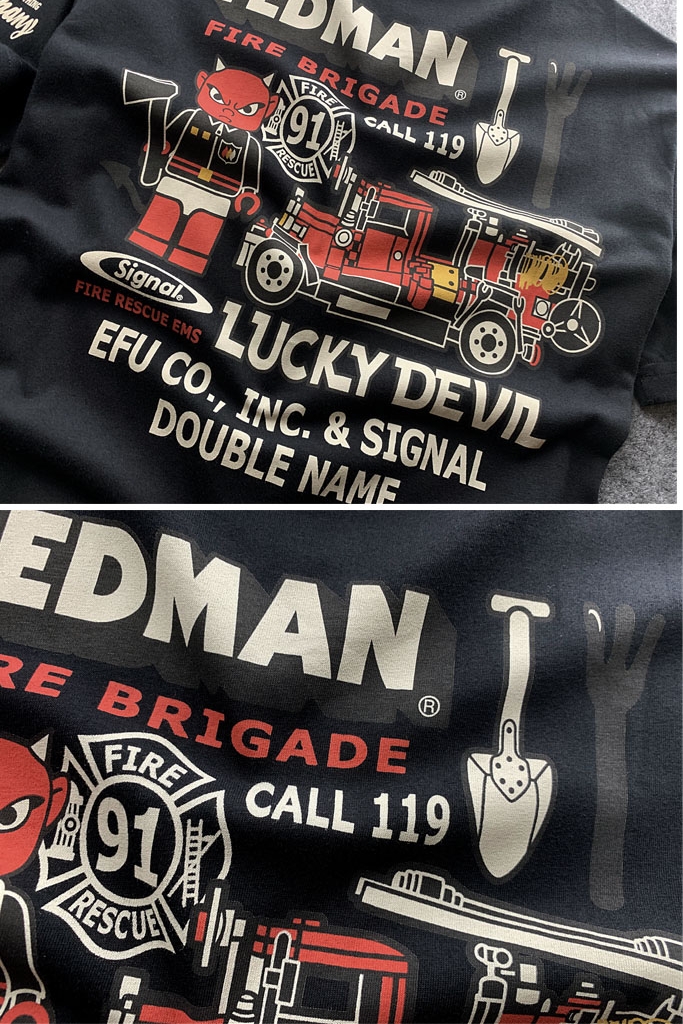 EDMAN
®
FIRE BRIGADE
FIRE
91
RESCUE
CALL 119
Signal®
FIRE RESCUE EMS
LUCKY DEVIL
EFU CO., INC. & SIGNAL
DOUBLE NAME
EDMAN
®
RE BRIGADE
FIRE
91
RESCUE
CALL 119